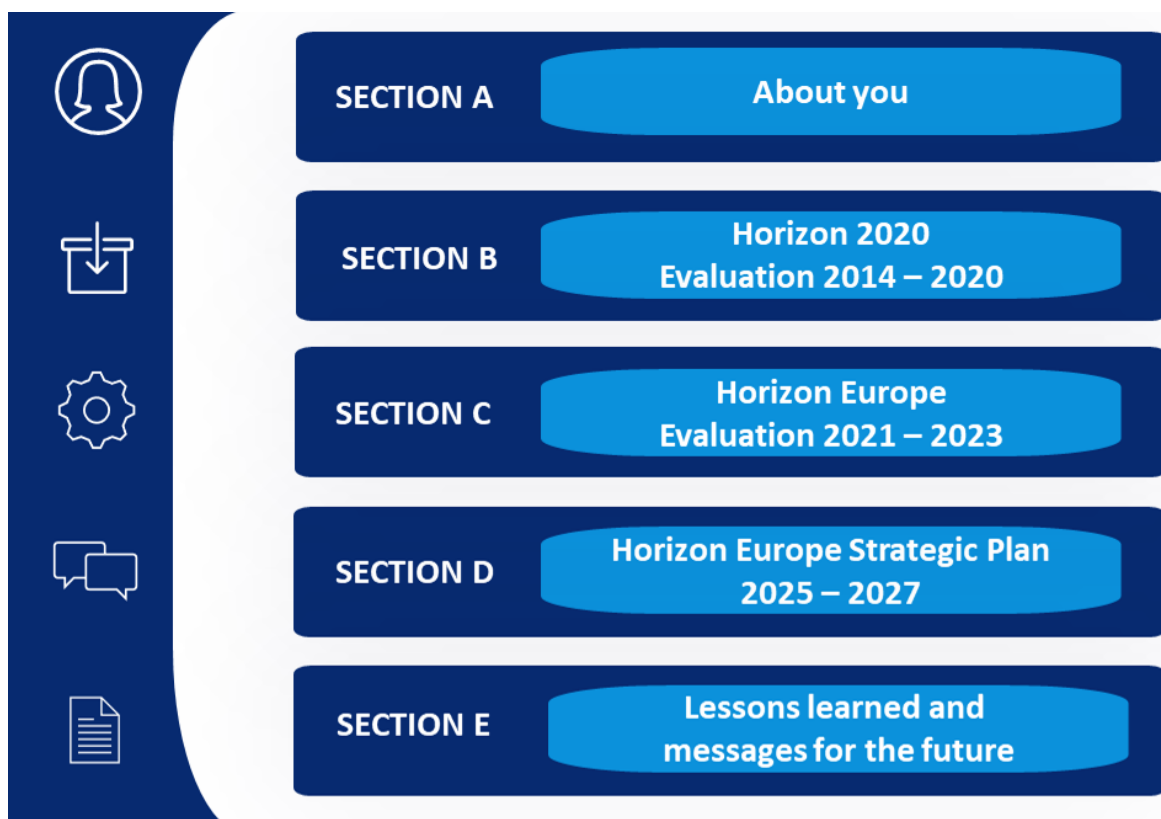 SECTION A
About you
SECTION B
Horizon 2020
Evaluation 2014 – 2020
SECTION C
Horizon Europe
Evaluation 2021 – 2023
SECTION D
Horizon Europe Strategic Plan
2025 – 2027
SECTION E
Lessons learned and
messages for the future